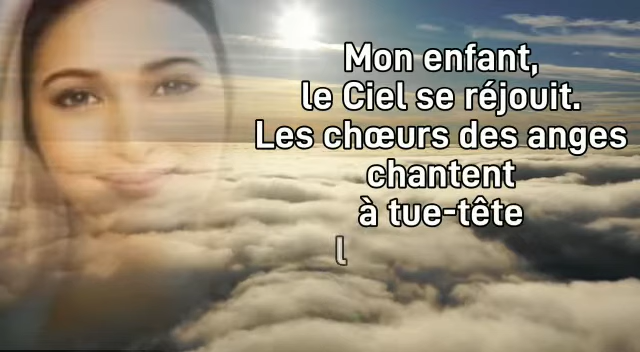 Mon enfant,
le Ciel se réjouit.
Les chœurs des anges
chantent
à tue-tête
l